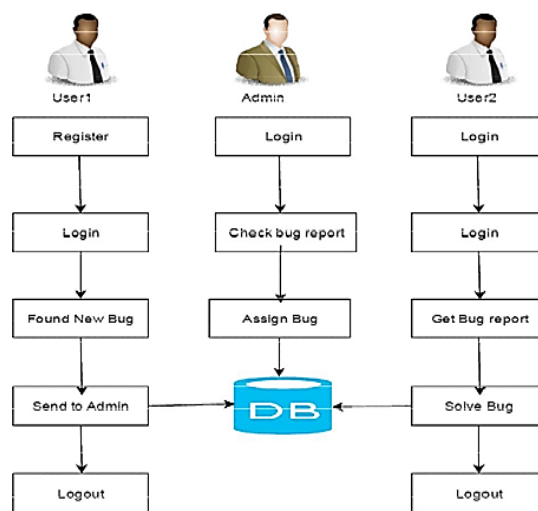 User1
Admin
User2
Register
Login
Login
Login
Check bug report
Login
Found New Bug
Assign Bug
Get Bug report
Send to Admin
DB
Solve Bug
Logout
Logout